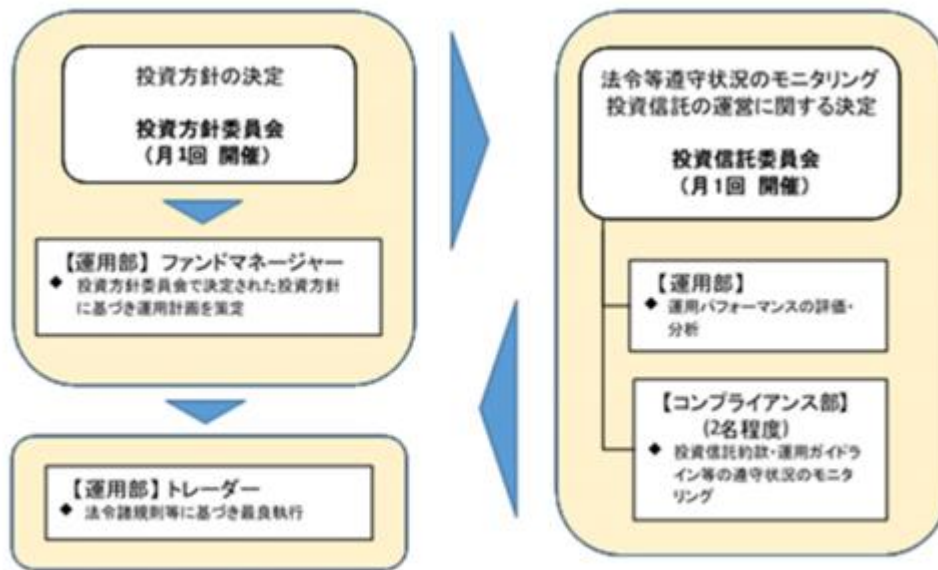 投資方針の決定
投資方針委員会
(月1回 開催)
【運用部】ファンドマネージャー
◆ 投資方針委員会で決定された投資方針
に基づき運用計画を策定
【運用部】トレーダー
◆ 法令諸規則等に基づき最良執行
法令等遵守状況のモニタリング
投資信託の運営に関する決定
投資信託委員会
(月1回 開催)
【運用部】
◆ 運用パフォーマンスの評価・
分析
【コンプライアンス部】
(2名程度)
◆ 投資信託約款・運用ガイドラ
イン等の遵守状況のモニタ
リング